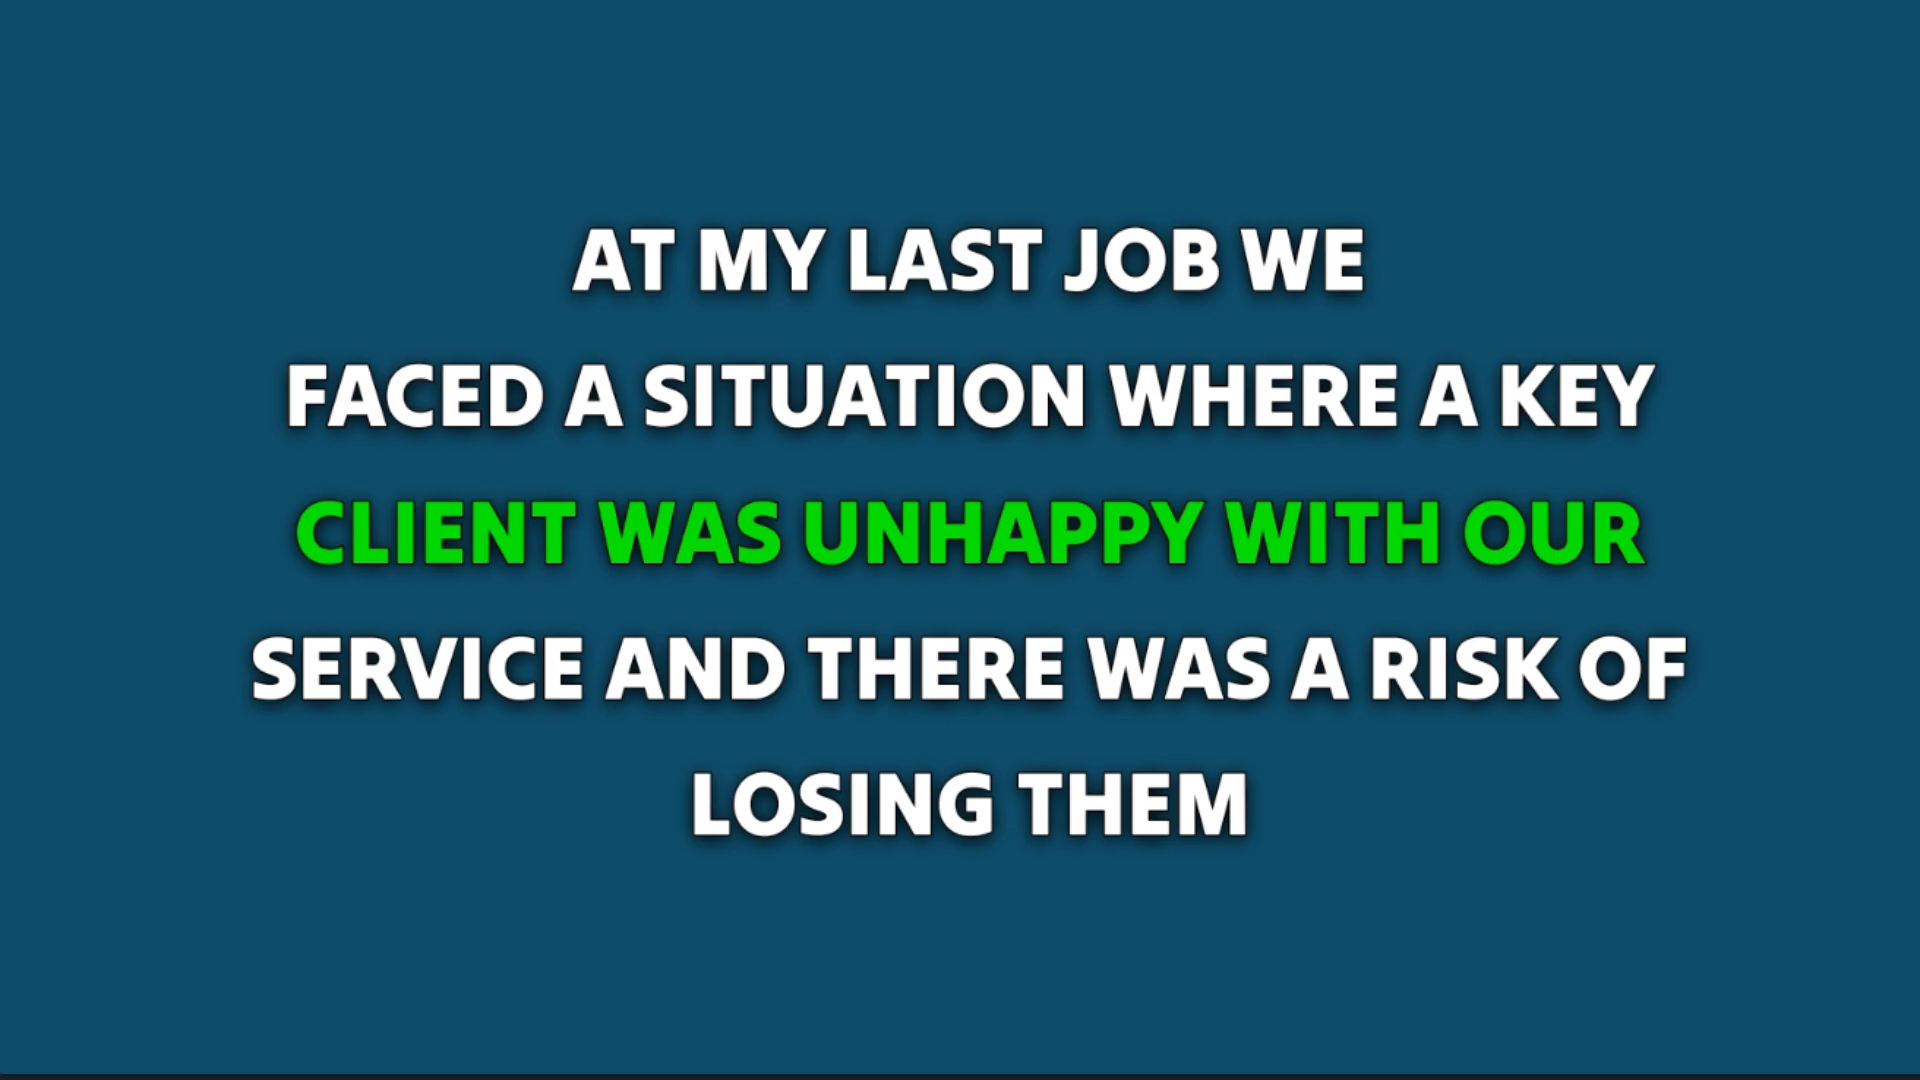 AT MY LAST JOB WE
FACED A SITUATION WHERE A KEY
CLIENT WAS UNHAPPY WITH OUR
SERVICE AND THERE WAS A RISK OF
LOSING THEM